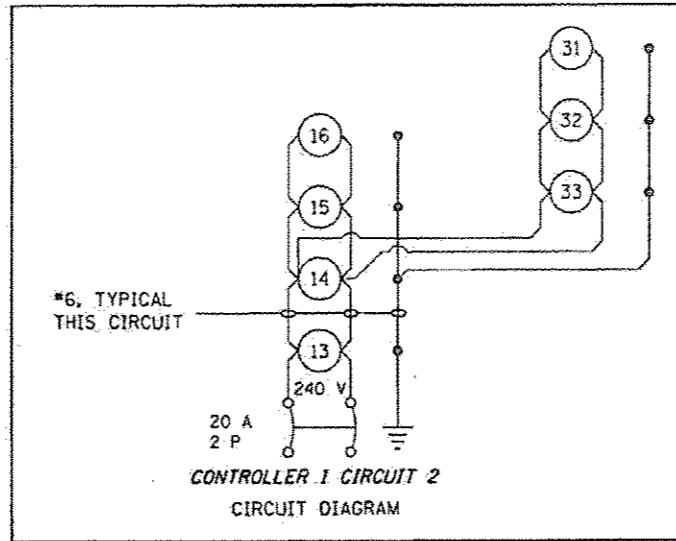 31
32
33
16
15
14
#6, TYPICAL
THIS CIRCUIT
13
240 V
20 A
2 P
CONTROLLER 1 CIRCUIT 2
CIRCUIT DIAGRAM